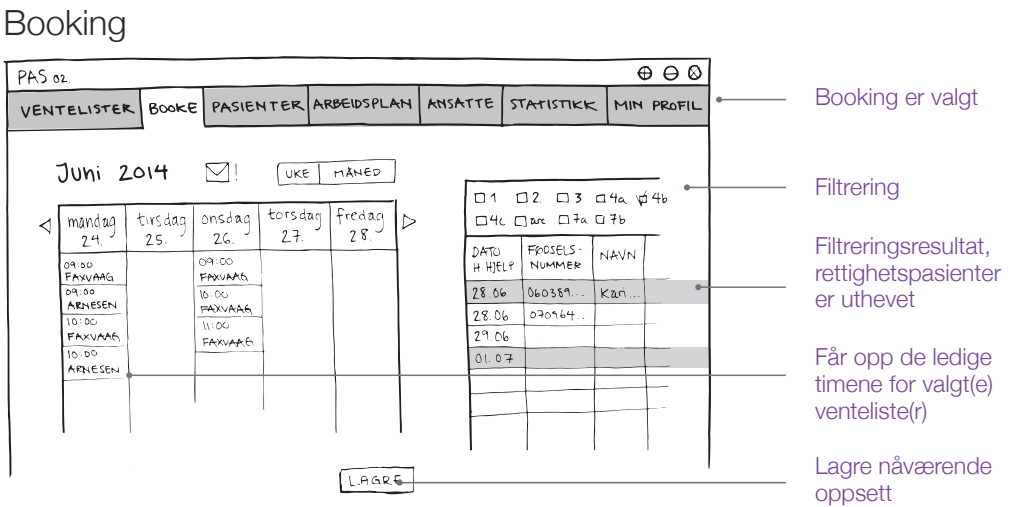 Booking
PAS 02.
VENTELISTER BOOKE PASIENTER ARBEIDSPLAN ANSATTE STATISTIKK MIN PROFIL
Booking er valgt
Juni 2014 ! UKE MÅNED
1 2. 3 4a 4b
4c arc 7a 7b
Filtrering
mandag 24. tirsdag 25. onsdag 26. torsdag 27. fredag 28.
09:00
FAXVAAG
09:00
ARNESEN
10:00
FAXVAAG
10:00
ARNESEN
09:00
FAXVAAG
10:00
FAXVAAG
11:00
FAXVAAG
DATO H.HJELP FØDSELS-NUMMER NAVN
28.06 060389... Kari...
28.06 070964..
29.06
01.07
Filtreringsresultat,
rettighetspasienter
er uthevet
Får opp de ledige
timene for valgt(e)
venteliste(r)
LAGRE
Lagre nåværende
oppsett